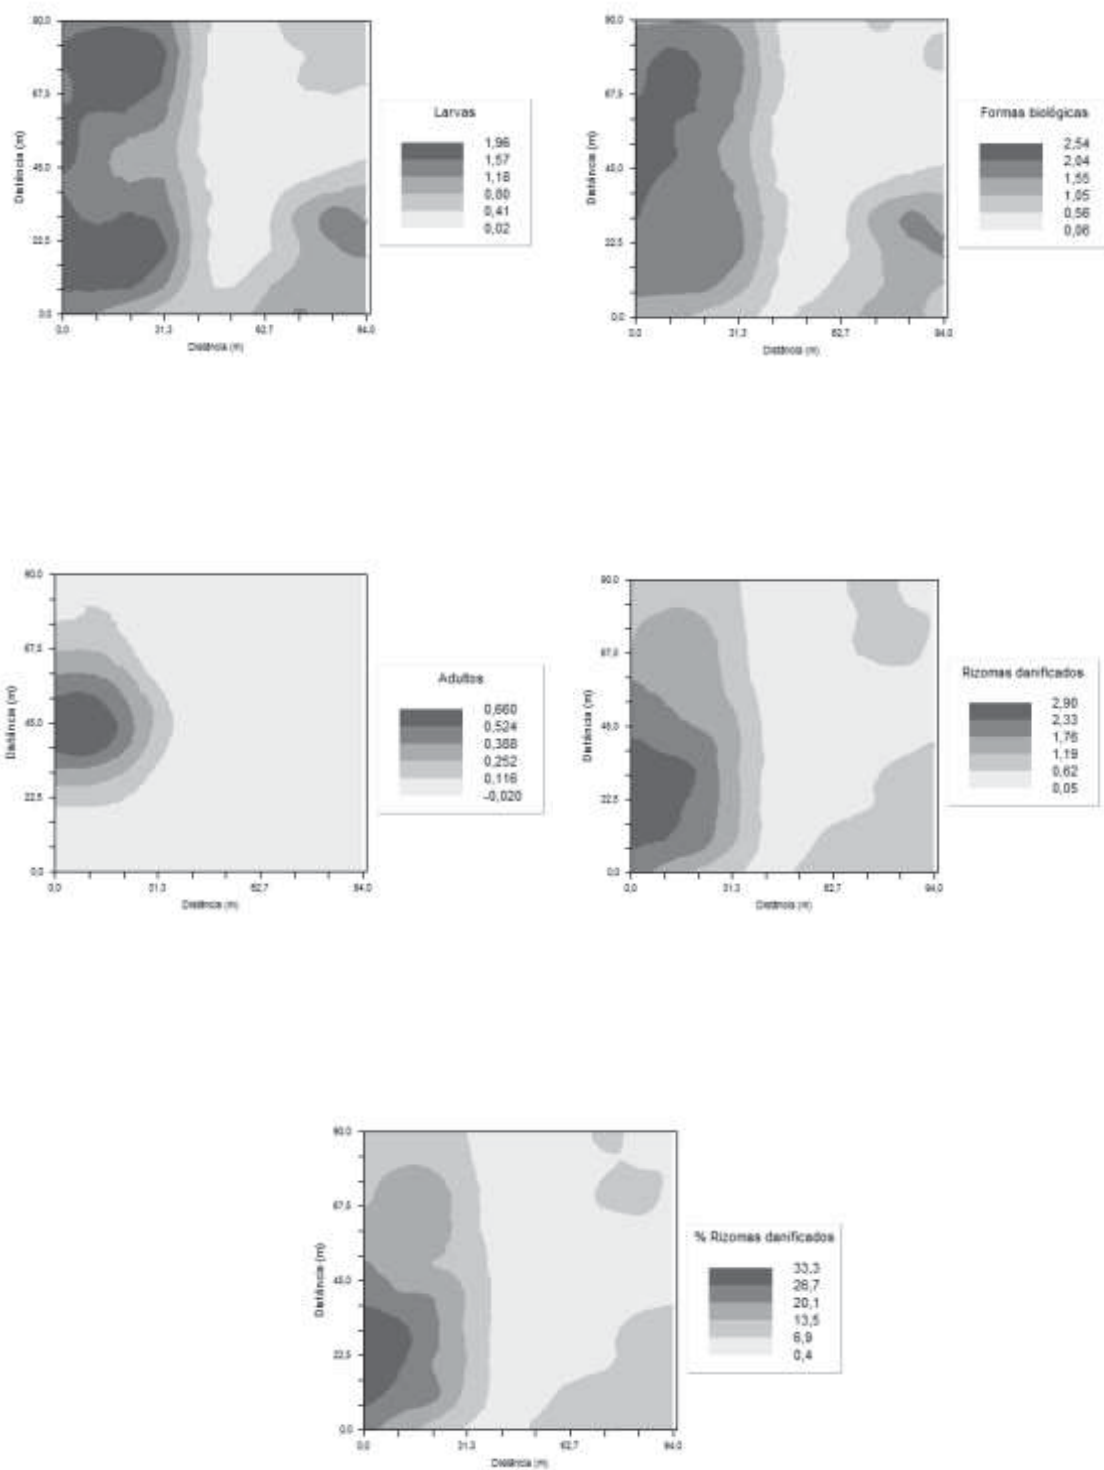 90,0
67,5
45,0
22,5
0,0
Distância (m)
0,0 31,3 62,7 94,0
Distância (m)
Larvas
1,96
1,57
1,18
0,80
0,41
0,02
90,0
67,5
45,0
22,5
0,0
Distância (m)
0,0 31,3 62,7 94,0
Distância (m)
Formas biológicas
2,54
2,04
1,55
1,05
0,56
0,06
90,0
67,5
45,0
22,5
0,0
Distância (m)
0,0 31,3 62,7 94,0
Distância (m)
Adultos
0,660
0,524
0,388
0,252
0,116
-0,020
90,0
67,5
45,0
22,5
0,0
Distância (m)
0,0 31,3 62,7 94,0
Distância (m)
Rizomas danificados
2,90
2,33
1,76
1,19
0,62
0,05
90,0
67,5
45,0
22,5
0,0
Distância (m)
0,0 31,3 62,7 94,0
Distância (m)
% Rizomas danificados
33,3
26,7
20,1
13,5
6,9
0,4